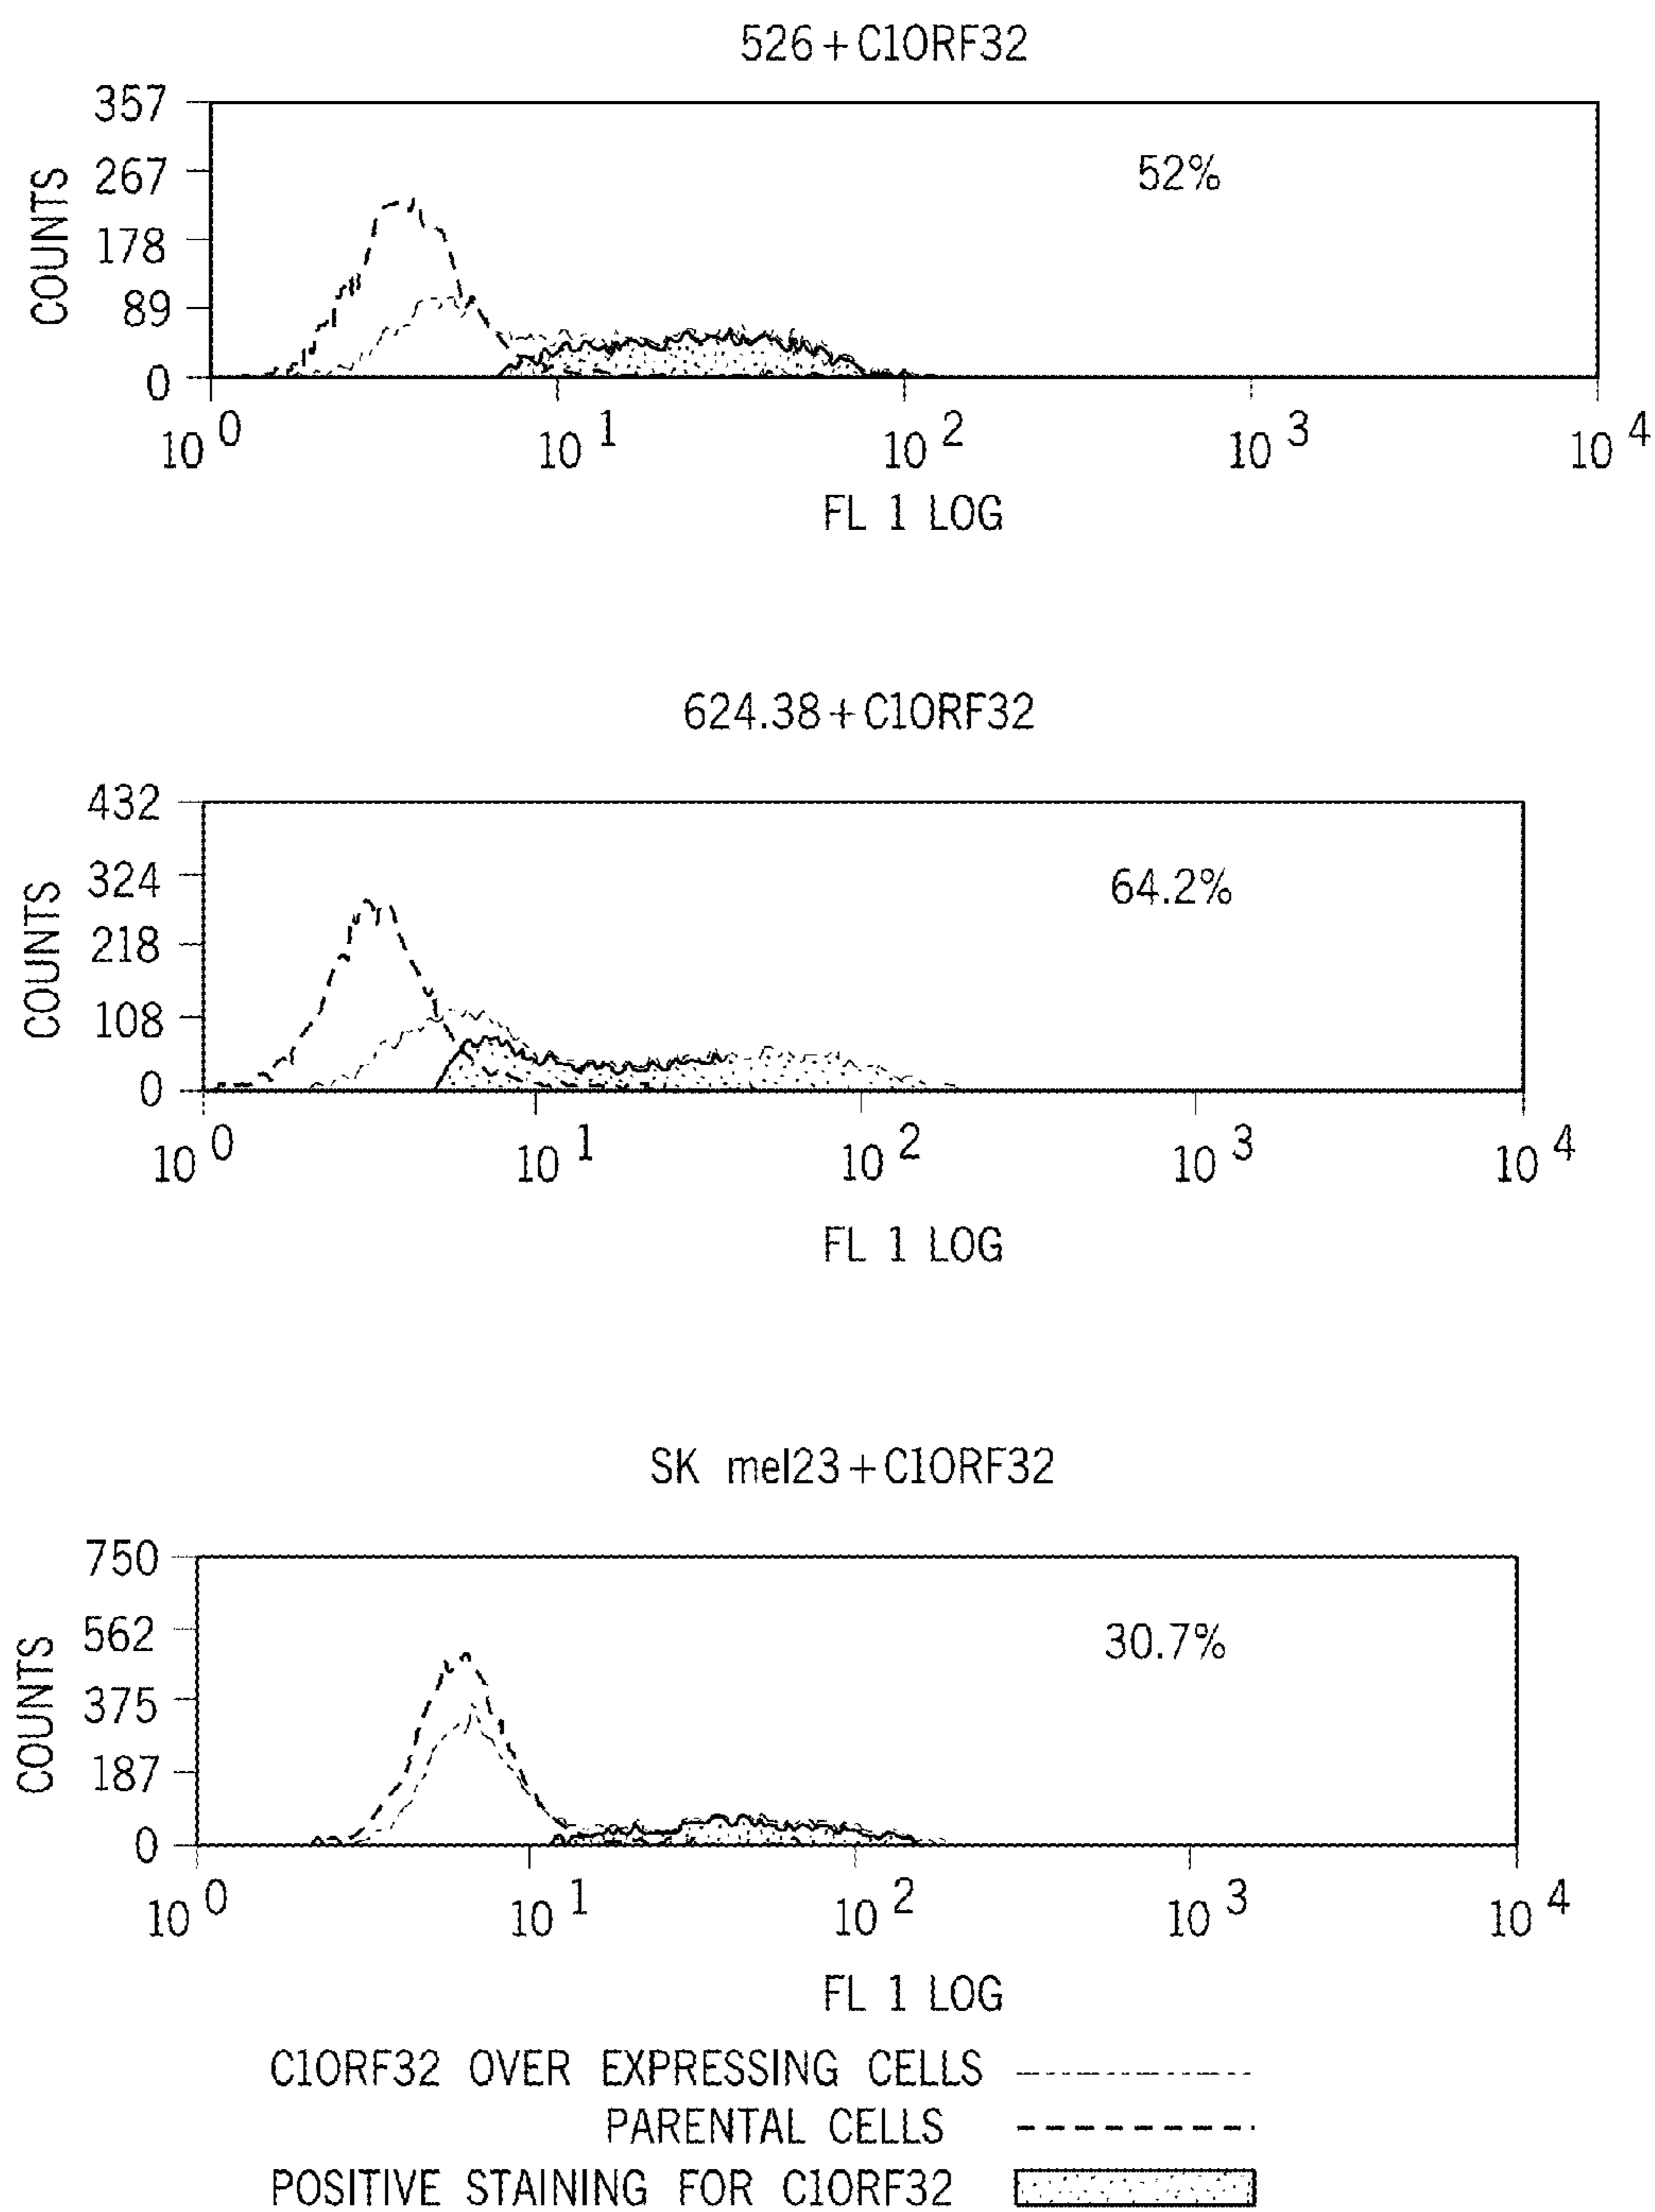 526+C1ORF32
357
267
178
89
0
COUNTS
52%
10^0 10^1 10^2 10^3 10^4
FL 1 LOG
624.38+C1ORF32
432
324
218
108
0
COUNTS
64.2%
10^0 10^1 10^2 10^3 10^4
FL 1 LOG
SK mel23+C1ORF32
750
562
375
187
0
COUNTS
30.7%
10^0 10^1 10^2 10^3 10^4
FL 1 LOG
C1ORF32 OVER EXPRESSING CELLS
PARENTAL CELLS
POSITIVE STAINING FOR C1ORF32